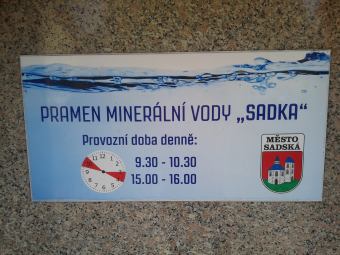 PRAMEN MINERÁLNÍ VODY „SADKA“
Provozní doba denně:
9.30 - 10.30
15.00 - 16.00
MĚSTO
SADSKÁ